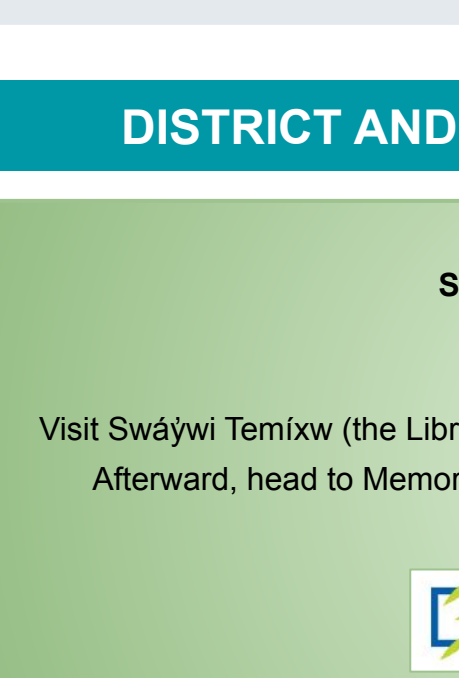 DISTRICT AND
S
Visit Swáy̓wi Temíxw (the Libr
Afterward, head to Memor